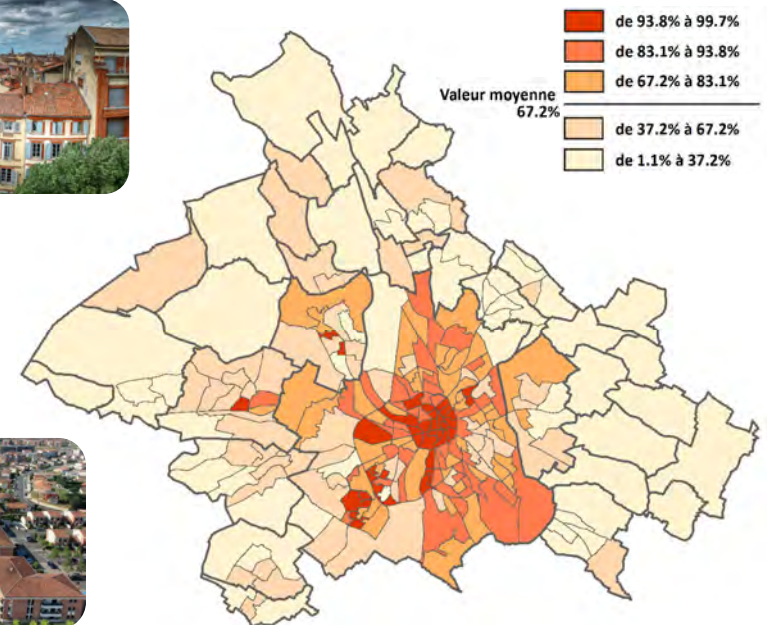 de 93.8% à 99.7%
de 83.1% à 93.8%
de 67.2% à 83.1%
Valeur moyenne
67.2%
de 37.2% à 67.2%
de 1.1% à 37.2%